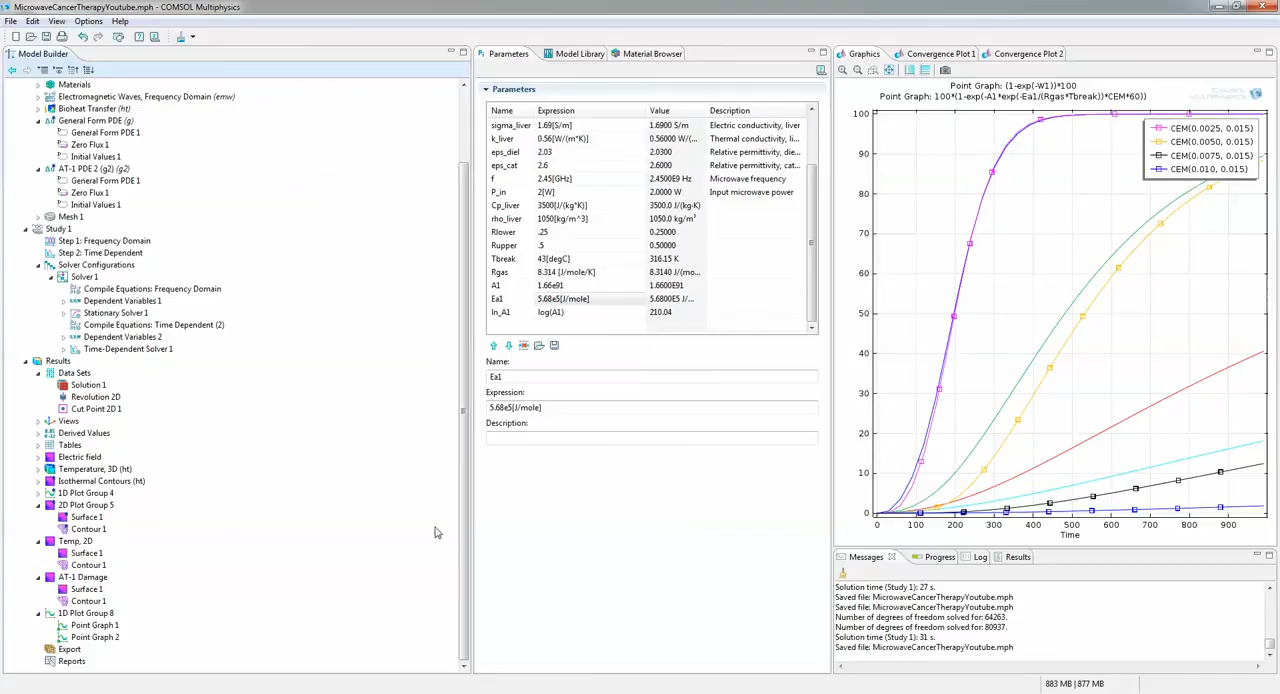 MicrowaveCancerTherapyYoutube.mph - COMSOL Multiphysics
File Edit View Options Help
Model Builder
Materials
Electromagnetic Waves, Frequency Domain (emw)
Bioheat Transfer (ht)
General Form PDE (g)
General Form PDE 1
Zero Flux 1
Initial Values 1
AT-1 PDE 2 (g2) (g2)
General Form PDE 1
Zero Flux 1
Initial Values 1
Mesh 1
Study 1
Step 1: Frequency Domain
Step 2: Time Dependent
Solver Configurations
Solver 1
Compile Equations: Frequency Domain
Dependent Variables 1
Stationary Solver 1
Compile Equations: Time Dependent (2)
Dependent Variables 2
Time-Dependent Solver 1
Results
Data Sets
Solution 1
Revolution 2D
Cut Point 2D 1
Views
Derived Values
Tables
Electric field
Temperature, 3D (ht)
Isothermal Contours (ht)
1D Plot Group 4
2D Plot Group 5
Surface 1
Contour 1
Temp, 2D
Surface 1
Contour 1
AT-1 Damage
Surface 1
Contour 1
1D Plot Group 8
Point Graph 1
Point Graph 2
Export
Reports
Parameters Model Library Material Browser
Parameters
Name Expression Value Description
sigma_liver 1.69[S/m] 1.6900 S/m Electric conductivity, liver
k_liver 0.56[W/(m*K)] 0.56000 W/(... Thermal conductivity, li...
eps_diel 2.03 2.0300 Relative permittivity, die...
eps_cat 2.6 2.6000 Relative permittivity, cat...
f 2.45[GHz] 2.4500E9 Hz Microwave frequency
P_in 2[W] 2.0000 W Input microwave power
Cp_liver 3500[J/(kg*K)] 3500.0 J/(kg·K)
rho_liver 1050[kg/m^3] 1050.0 kg/m³
Rlower .25 0.25000
Rupper .5 0.50000
Tbreak 43[degC] 316.15 K
Rgas 8.314 [J/mole/K] 8.3140 J/(mo...
A1 1.66e91 1.6600E91
Ea1 5.68e5[J/mole] 5.6800E5 J/...
ln_A1 log(A1) 210.04
Name:
Ea1
Expression:
5.68e5[J/mole]
Description:
Graphics Convergence Plot 1 Convergence Plot 2
Point Graph: (1-exp(-W1))*100
Point Graph: 100*(1-exp(-A1*exp(-Ea1/(Rgas*Tbreak))*CEM*60))
COMSOL
MULTIPHYSICS
CEM(0.0025, 0.015)
CEM(0.0050, 0.015)
CEM(0.0075, 0.015)
CEM(0.010, 0.015)
100
90
80
70
60
50
40
30
20
10
0
0 100 200 300 400 500 600 700 800 900
Time
Messages Progress Log Results
Solution time (Study 1): 27 s.
Saved file: MicrowaveCancerTherapyYoutube.mph
Saved file: MicrowaveCancerTherapyYoutube.mph
Number of degrees of freedom solved for: 64263.
Number of degrees of freedom solved for: 80937.
Solution time (Study 1): 31 s.
Saved file: MicrowaveCancerTherapyYoutube.mph
883 MB | 877 MB